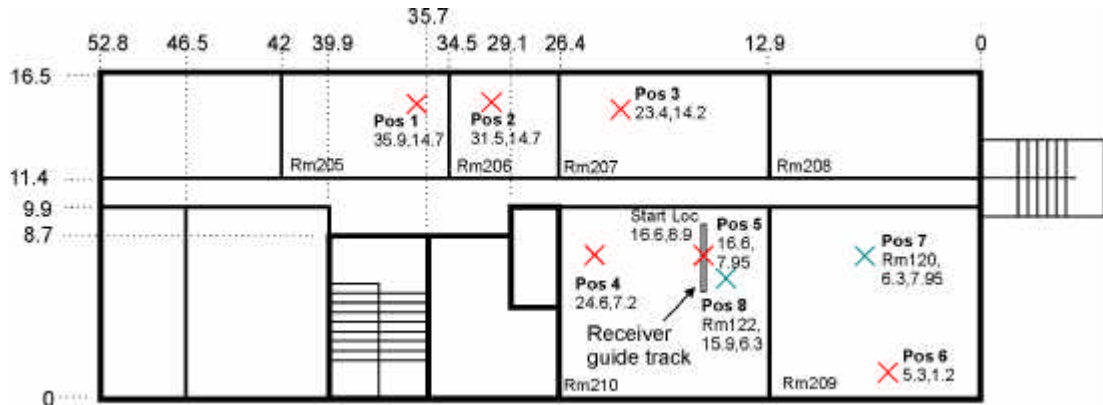 35.7
52.8 46.5 42 39.9 34.5 29.1 26.4 12.9 0
16.5
11.4
9.9
8.7
0
Pos 1
35.9,14.7
Rm205
Pos 2
31.5,14.7
Rm206
Pos 3
23.4,14.2
Rm207
Rm208
Start Loc
16.6,8.9
Pos 5
16.6,
7.95
Pos 4
24.6,7.2
Pos 8
Rm122,
15.9,6.3
Receiver
guide track
Rm210
Pos 7
Rm120,
6.3,7.95
Pos 6
5.3,1.2
Rm209